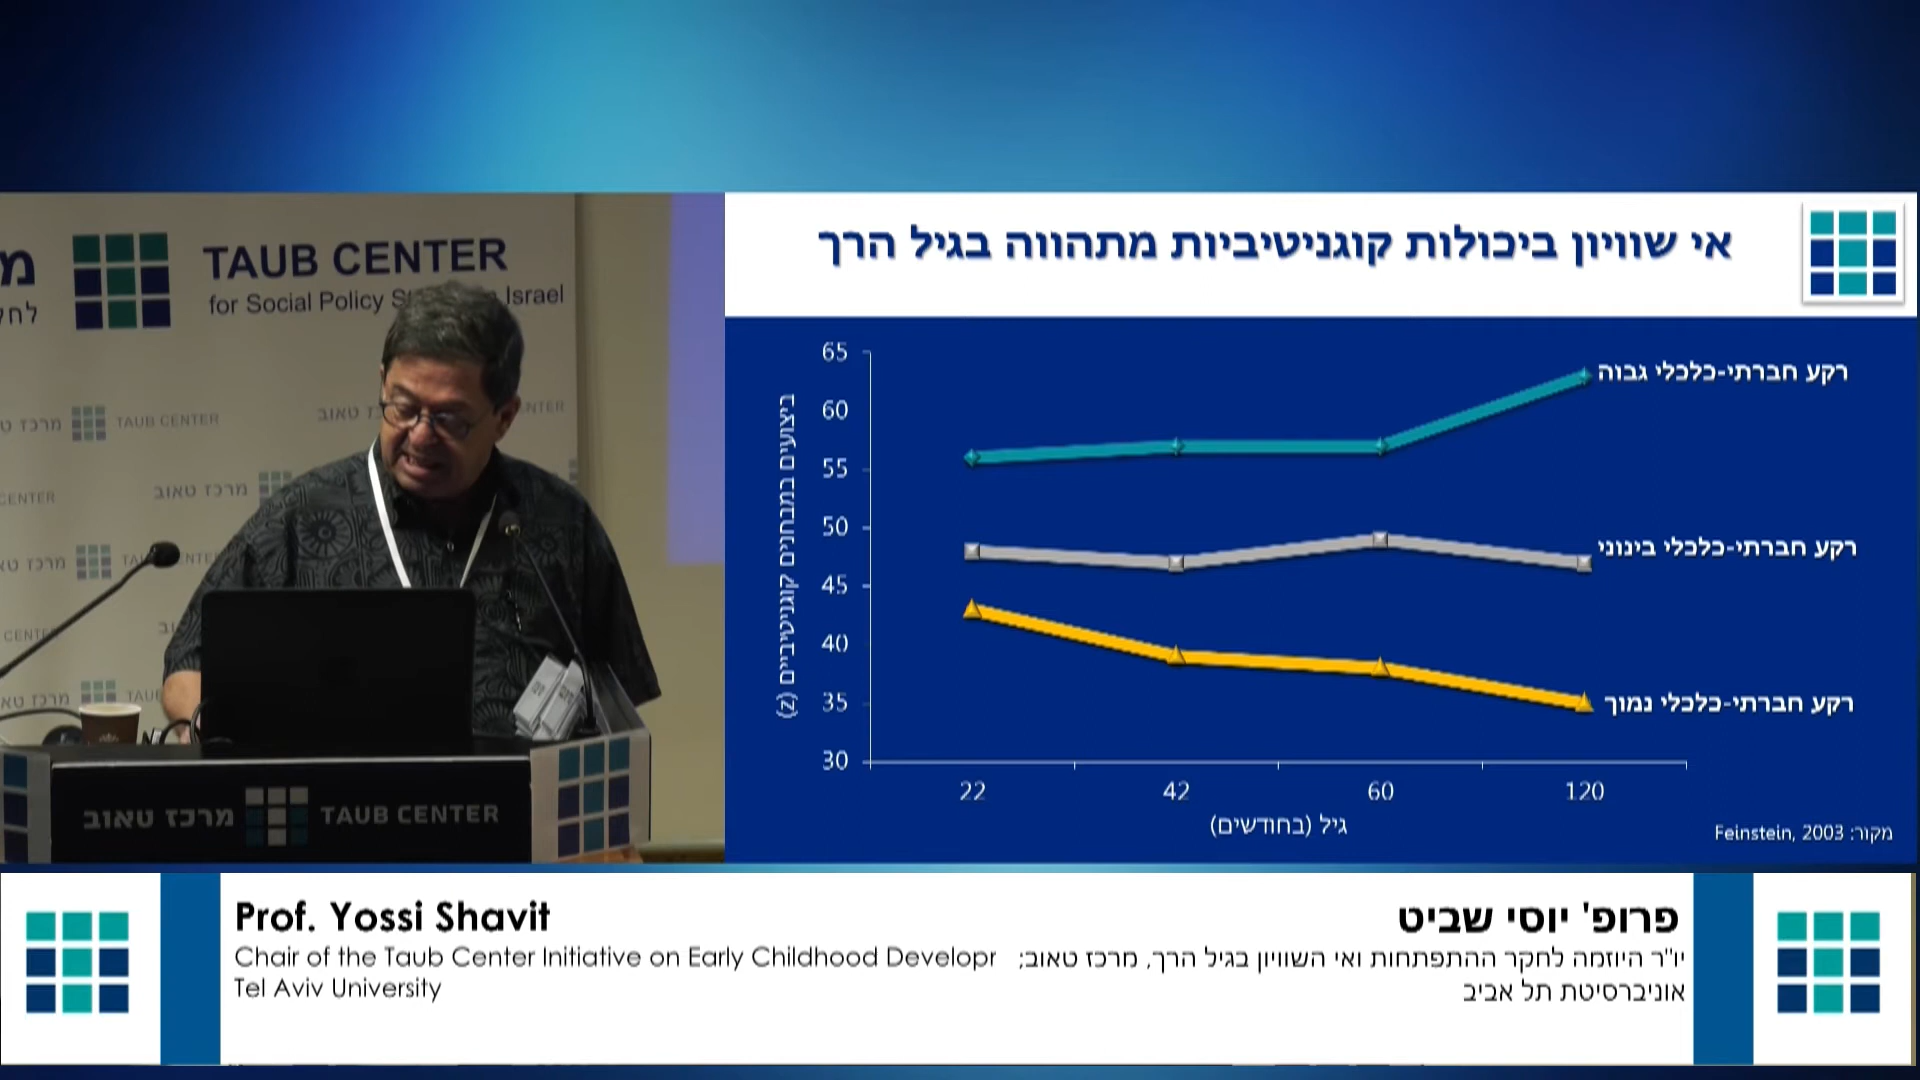 TAUB CENTER
for Social Policy
Israel
TAUB CENTER
מרכז טאוב
מרכז טאוב
TAUB CENTER
אי שוויון ביכולות קוגניטיביות מתהווה בגיל הרך
ביצועים במבחנים קוגניטיביים (z)
65
60
55
50
45
40
35
30
22 42 60 120
גיל (בחודשים)
רקע חברתי-כלכלי גבוה
רקע חברתי-כלכלי בינוני
רקע חברתי-כלכלי נמוך
מקור: Feinstein, 2003
Prof. Yossi Shavit
Chair of the Taub Center Initiative on Early Childhood Developr
Tel Aviv University
פרופ' יוסי שביט
יו"ר היוזמה לחקר ההתפתחות ואי השוויון בגיל הרך, מרכז טאוב;
אוניברסיטת תל אביב